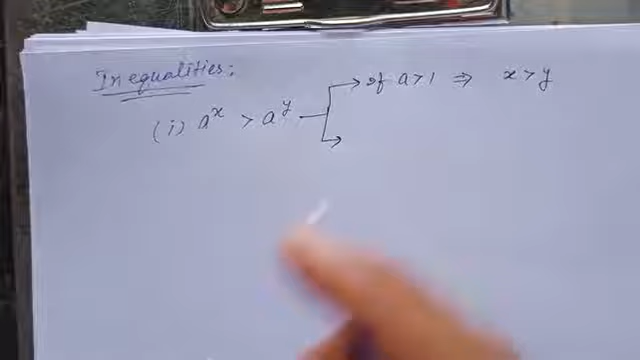 Inequalities:
(i) a^x > a^y → if a > 1 ⇒ x > y